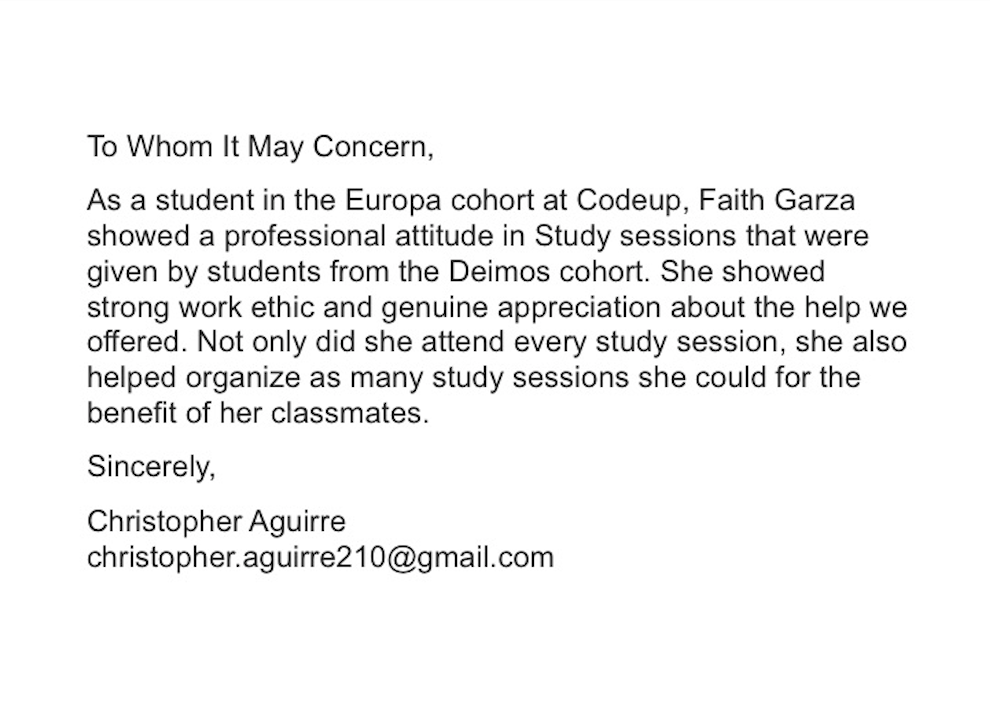 To Whom It May Concern,
As a student in the Europa cohort at Codeup, Faith Garza
showed a professional attitude in Study sessions that were
given by students from the Deimos cohort. She showed
strong work ethic and genuine appreciation about the help we
offered. Not only did she attend every study session, she also
helped organize as many study sessions she could for the
benefit of her classmates.
Sincerely,
Christopher Aguirre
christopher.aguirre210@gmail.com